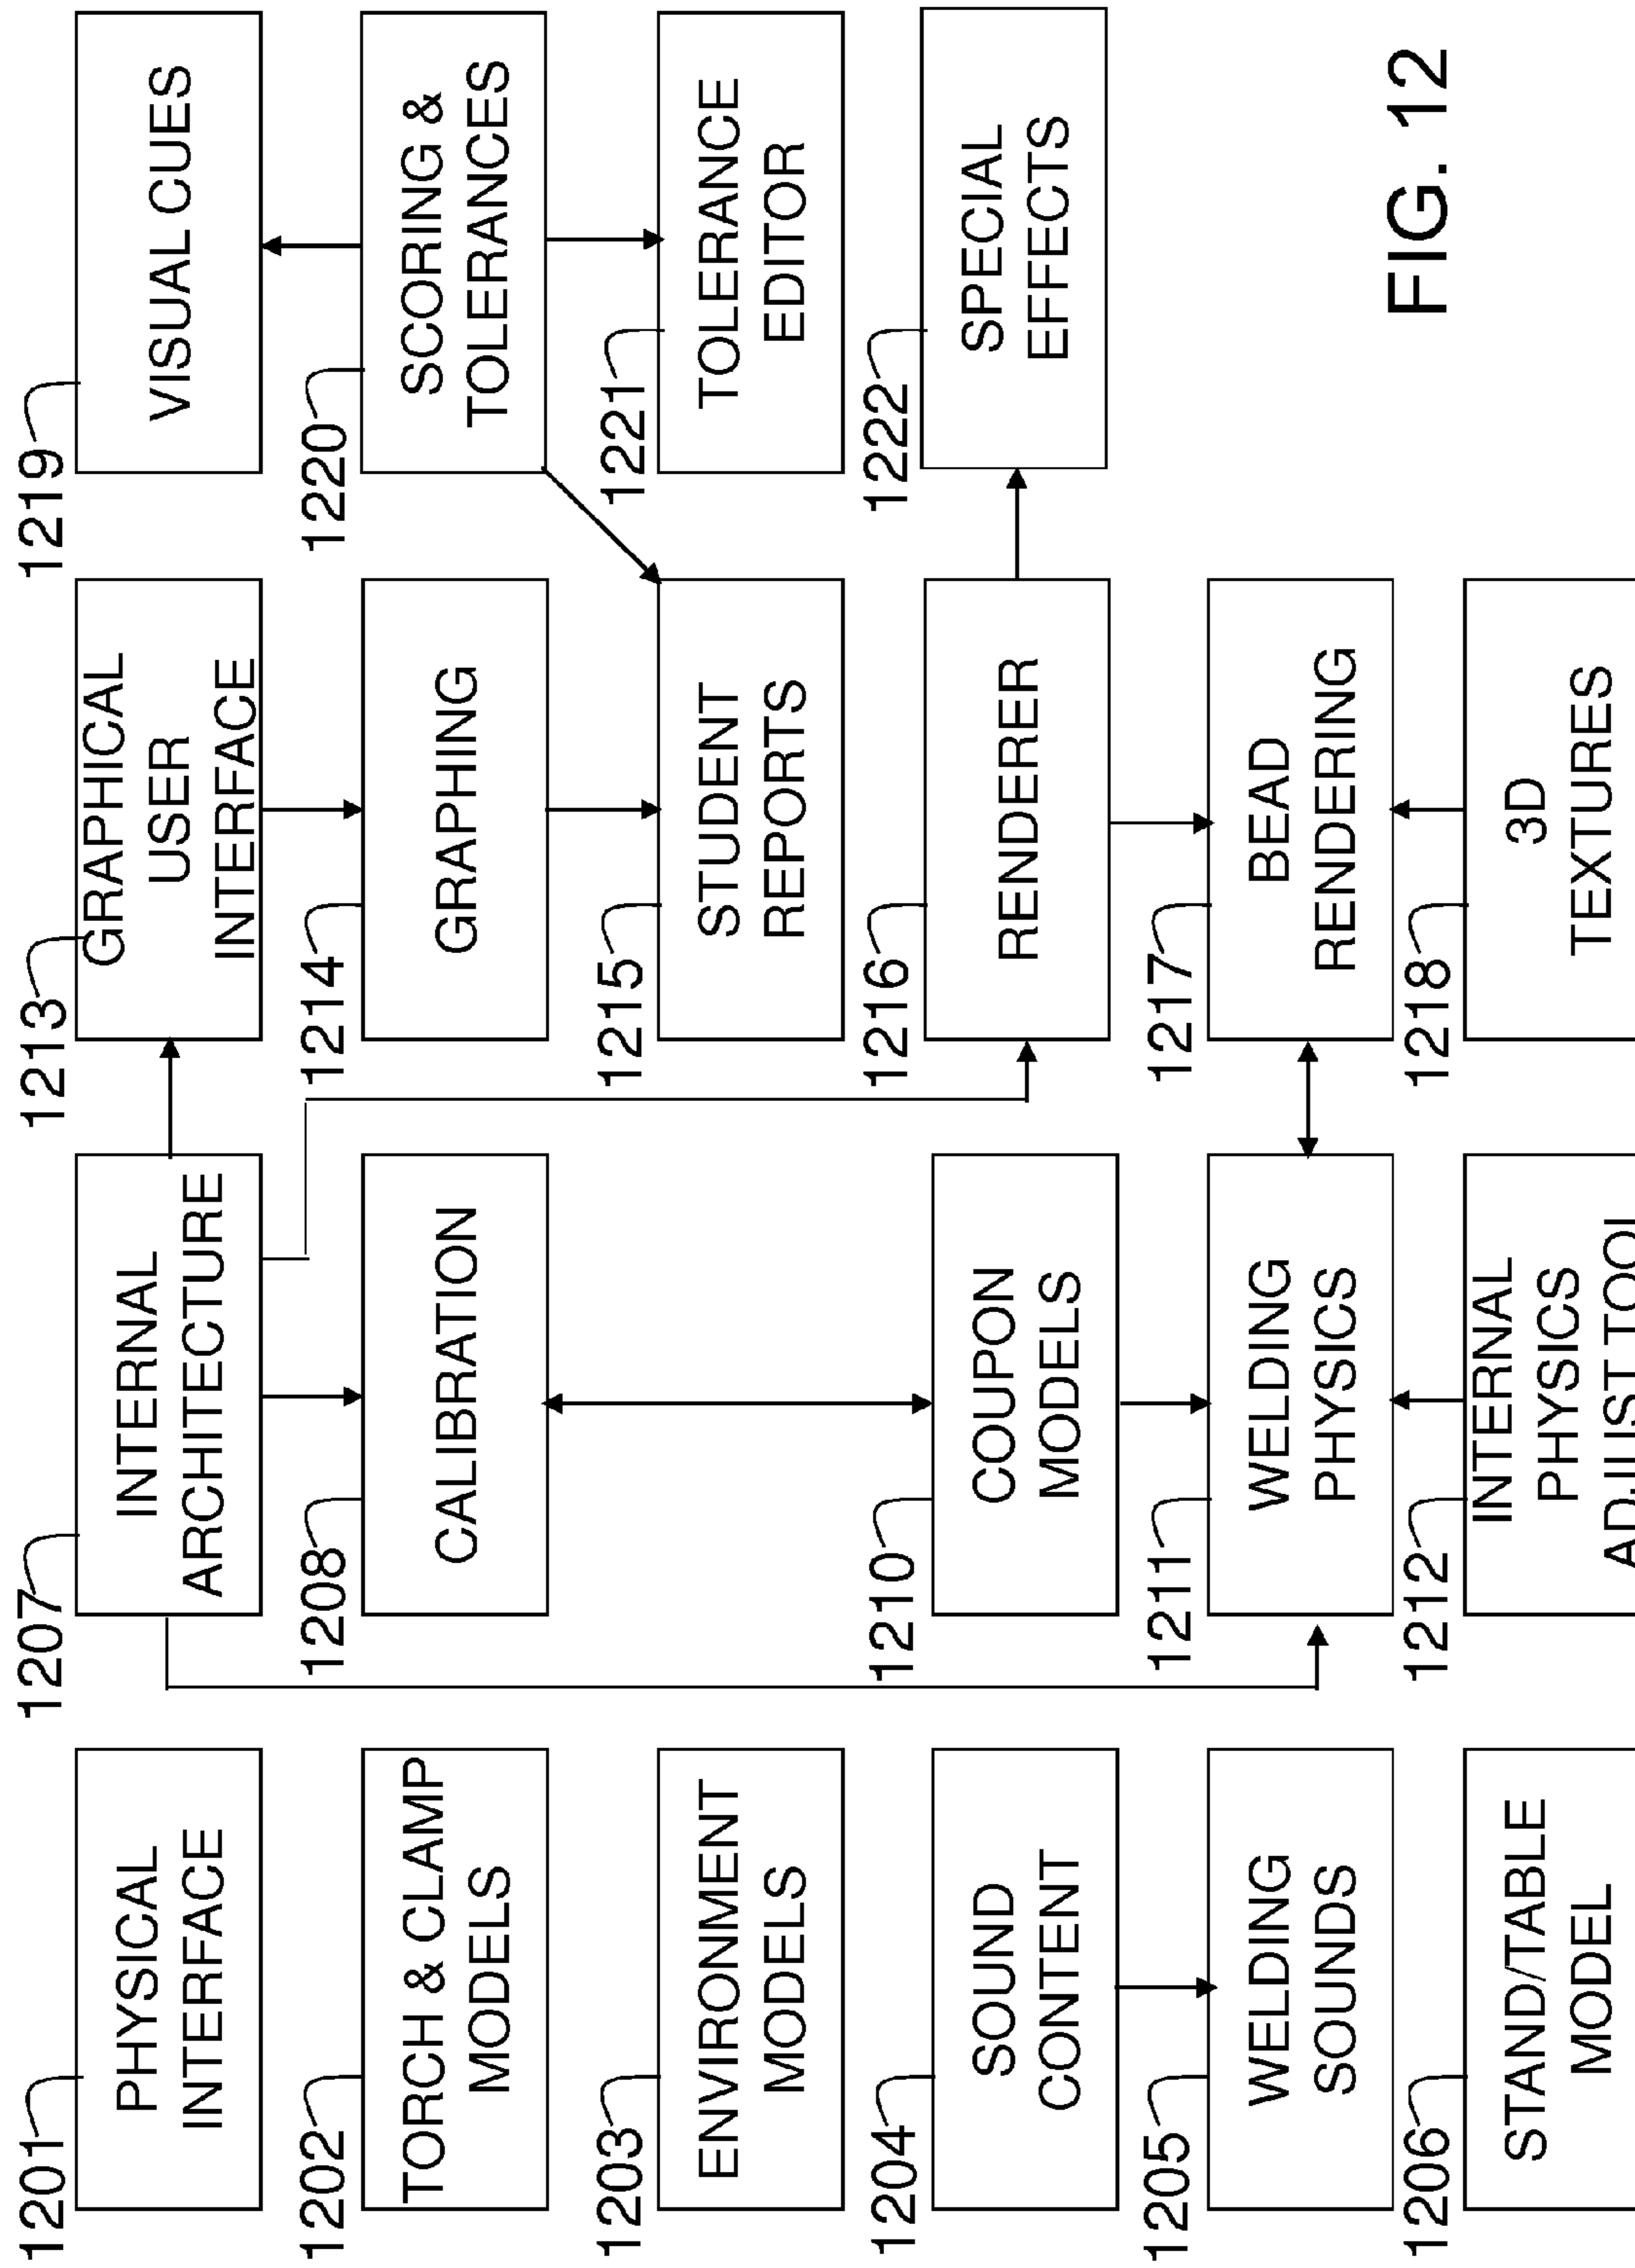 1201
PHYSICAL
INTERFACE
1202
TORCH & CLAMP
MODELS
1203
ENVIRONMENT
MODELS
1204
SOUND
CONTENT
1205
WELDING
SOUNDS
1206
STAND/TABLE
MODEL
1207
INTERNAL
ARCHITECTURE
1208
CALIBRATION
1210
COUPON
MODELS
1211
WELDING
PHYSICS
1212
INTERNAL
PHYSICS
ADJUST TOOL
1213
GRAPHICAL
USER
INTERFACE
1214
GRAPHING
1215
STUDENT
REPORTS
1216
RENDERER
1217
BEAD
RENDERING
1218
3D
TEXTURES
1219
VISUAL CUES
1220
SCORING &
TOLERANCES
1221
TOLERANCE
EDITOR
1222
SPECIAL
EFFECTS
FIG. 12